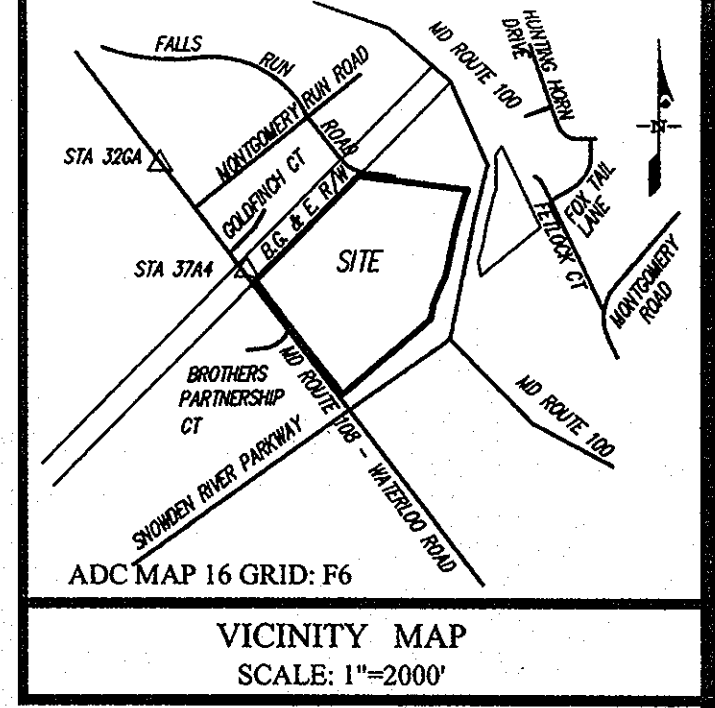 FALLS RUN ROAD
MD ROUTE 100
HUNTING HORN
DRIVE
MONTGOMERY RUN ROAD
STA 32GA
GOLDFINCH CT
B.G. & E. R/W
N
FOX TAIL
LANE
FETLOCK CT
SITE
STA 37A4
MONTGOMERY
ROAD
BROTHERS
PARTNERSHIP
CT
MD ROUTE 108 - WATERLOO ROAD
MD ROUTE 100
SNOWDEN RIVER PARKWAY
ADC MAP 16 GRID: F6
VICINITY MAP
SCALE: 1"=2000'